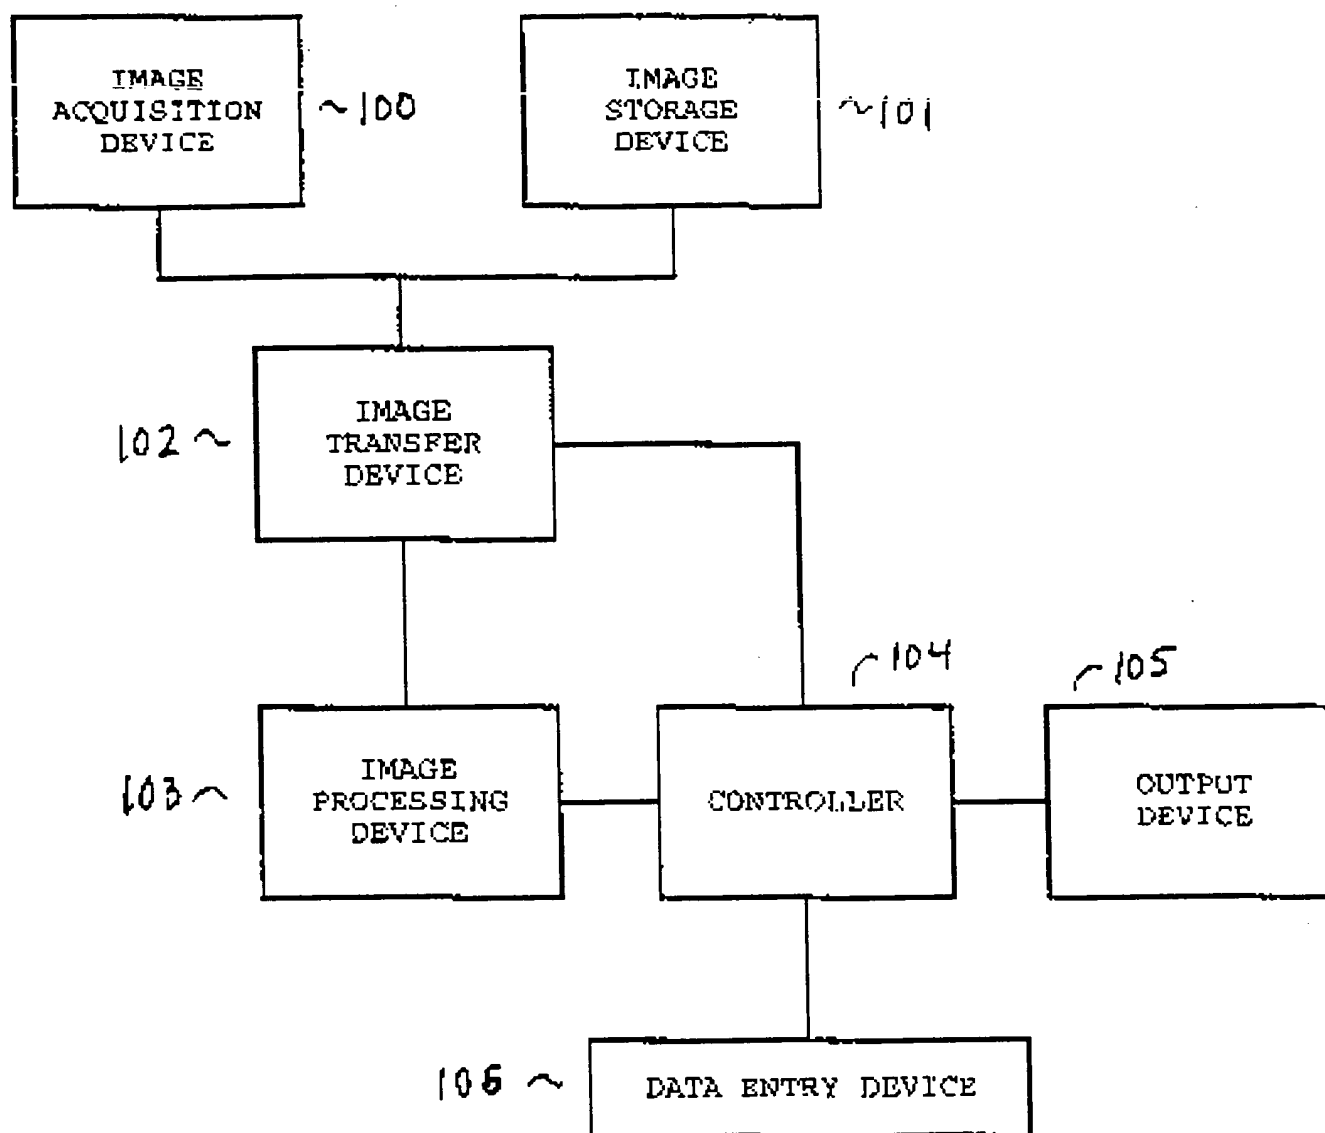 IMAGE
ACQUISITION
DEVICE
~100
IMAGE
STORAGE
DEVICE
~101
IMAGE
TRANSFER
DEVICE
102~
104
105
IMAGE
PROCESSING
DEVICE
103~
CONTROLLER
OUTPUT
DEVICE
106~
DATA ENTRY DEVICE